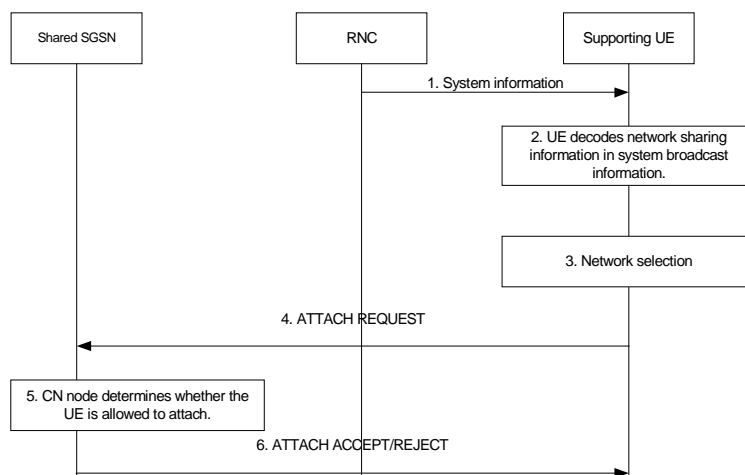 Shared SGSN
RNC
Supporting UE
1. System information
2. UE decodes network sharing
information in system broadcast
information.
3. Network selection
4. ATTACH REQUEST
5. CN node determines whether the
UE is allowed to attach.
6. ATTACH ACCEPT/REJECT